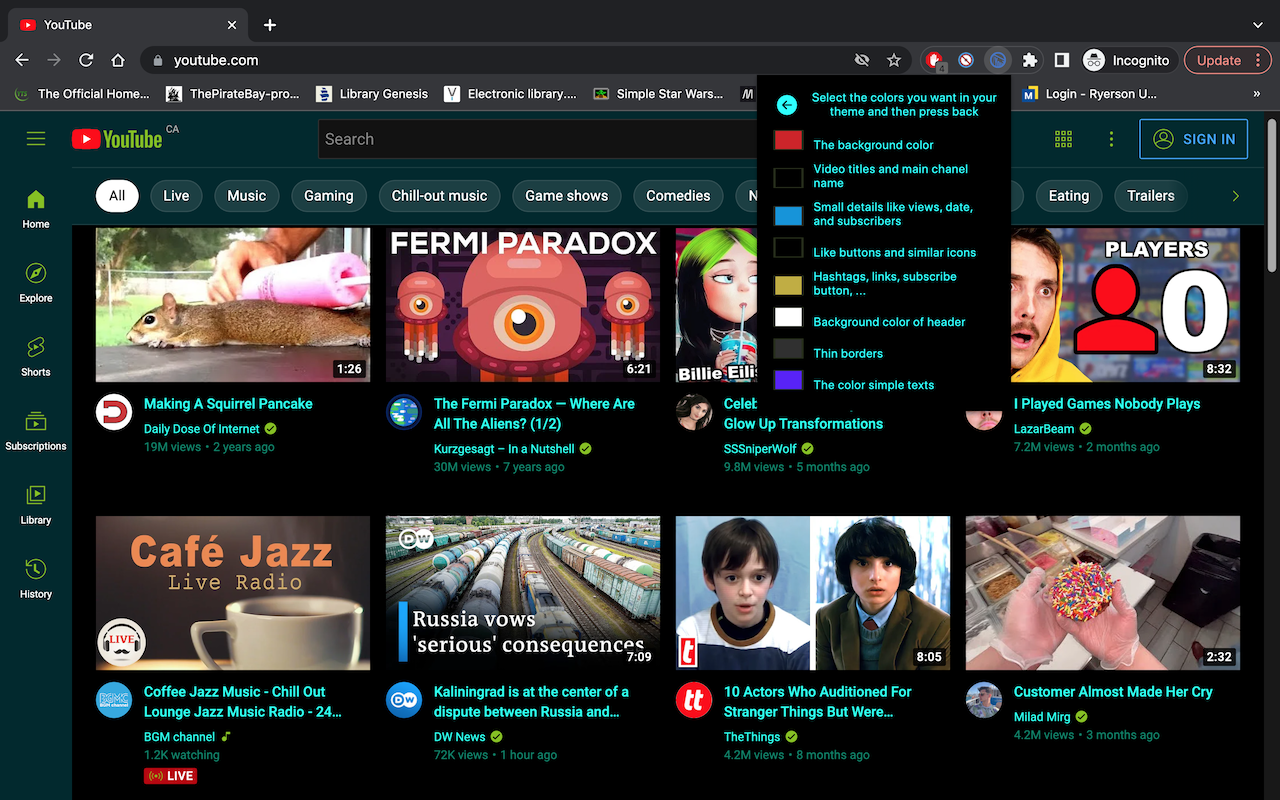 YouTube
youtube.com
4
Incognito
Update
The Official Home...
ThePirateBay-pro...
Library Genesis
Electronic library....
Simple Star Wars...
Login - Ryerson U...
»
YouTube CA
Search
SIGN IN
Select the colors you want in your
theme and then press back
The background color
Video titles and main chanel
name
Small details like views, date,
and subscribers
Like buttons and similar icons
Hashtags, links, subscribe
button, ...
Background color of header
Thin borders
The color simple texts
All
Live
Music
Gaming
Chill-out music
Game shows
Comedies
Eating
Trailers
Home
Explore
Shorts
Subscriptions
Library
History
1:26
Making A Squirrel Pancake
Daily Dose Of Internet
19M views • 2 years ago
FERMI PARADOX
6:21
The Fermi Paradox — Where Are
All The Aliens? (1/2)
Kurzgesagt – In a Nutshell
30M views • 7 years ago
Billie Eilis
Celeb
Glow Up Transformations
SSSniperWolf
9.8M views • 5 months ago
PLAYERS
0
8:32
I Played Games Nobody Plays
LazarBeam
7.2M views • 2 months ago
Café Jazz
Live Radio
LIVE
BGMC
BGM channel
Coffee Jazz Music - Chill Out
Lounge Jazz Music Radio - 24...
BGM channel
1.2K watching
LIVE
DW
Russia vows
'serious' consequences
7:09
DW
Kaliningrad is at the center of a
dispute between Russia and...
DW News
72K views • 1 hour ago
t
8:05
tt
10 Actors Who Auditioned For
Stranger Things But Were...
TheThings
4.2M views • 8 months ago
2:32
Customer Almost Made Her Cry
Milad Mirg
4.2M views • 3 months ago